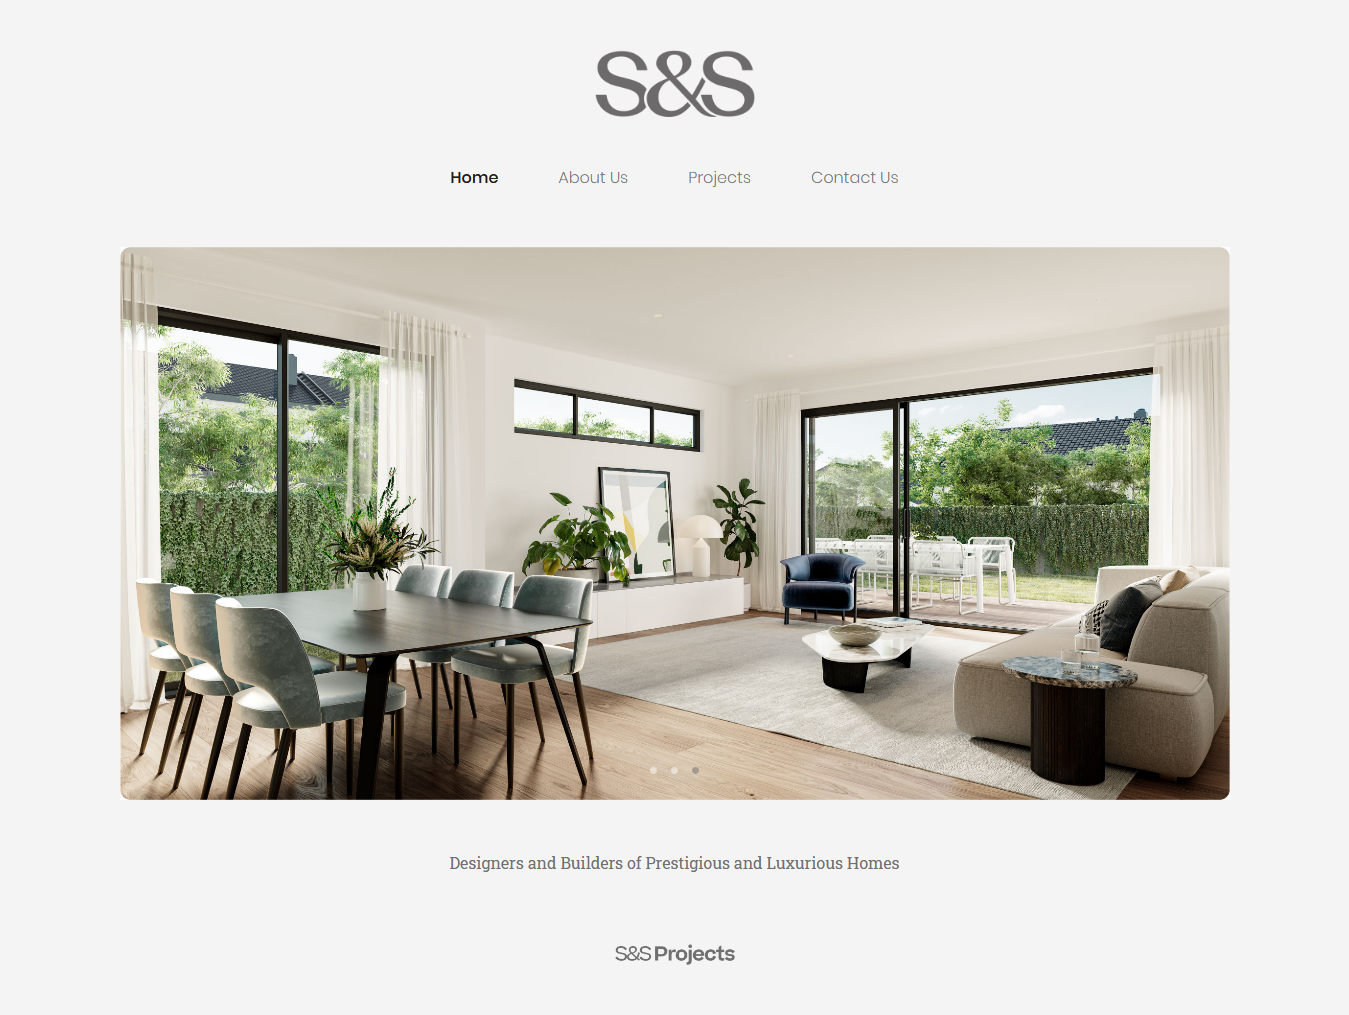 S&S
Home About Us Projects Contact Us
Designers and Builders of Prestigious and Luxurious Homes
S&S Projects